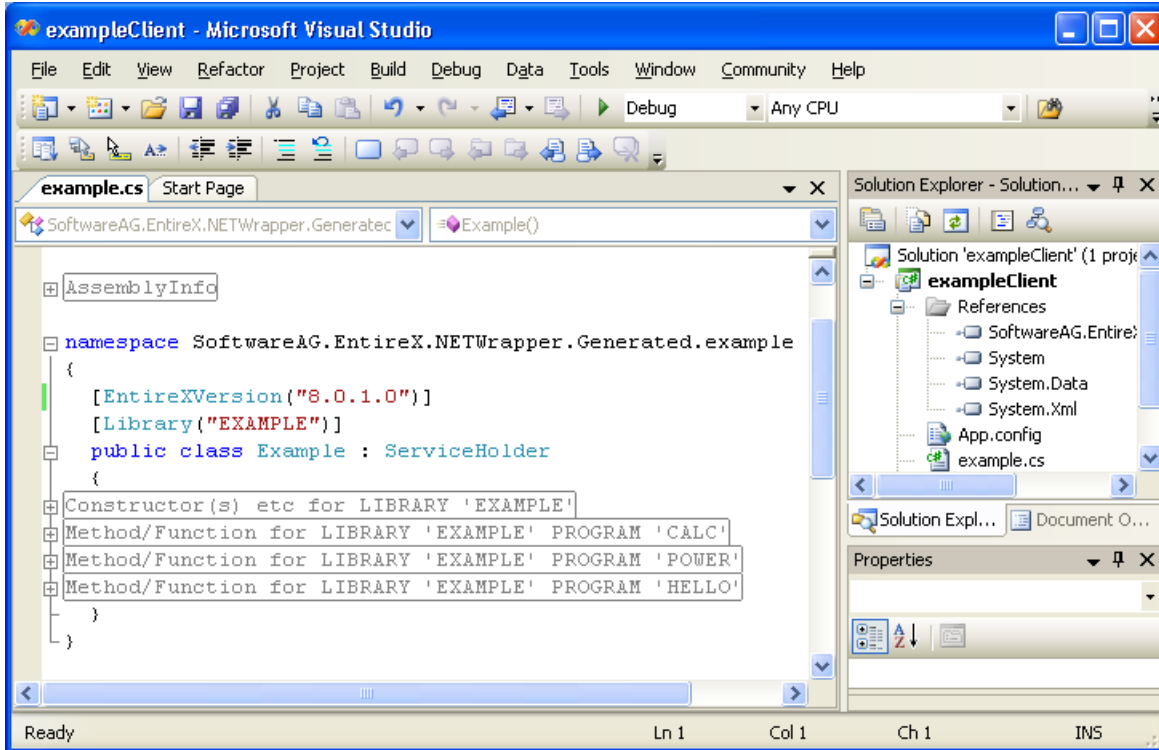 exampleClient - Microsoft Visual Studio
File Edit View Refactor Project Build Debug Data Tools Window Community Help
Debug Any CPU
example.cs Start Page
SoftwareAG.EntireX.NETWrapper.Generatec Example()
AssemblyInfo
namespace SoftwareAG.EntireX.NETWrapper.Generated.example
{
[EntireXVersion("8.0.1.0")]
[Library("EXAMPLE")]
public class Example : ServiceHolder
{
Constructor(s) etc for LIBRARY 'EXAMPLE'
Method/Function for LIBRARY 'EXAMPLE' PROGRAM 'CALC'
Method/Function for LIBRARY 'EXAMPLE' PROGRAM 'POWER'
Method/Function for LIBRARY 'EXAMPLE' PROGRAM 'HELLO'
}
}
Solution Explorer - Solution...
Solution 'exampleClient' (1 proje
exampleClient
References
SoftwareAG.EntireX
System
System.Data
System.Xml
App.config
example.cs
Solution Expl... Document O...
Properties
Ready Ln 1 Col 1 Ch 1 INS